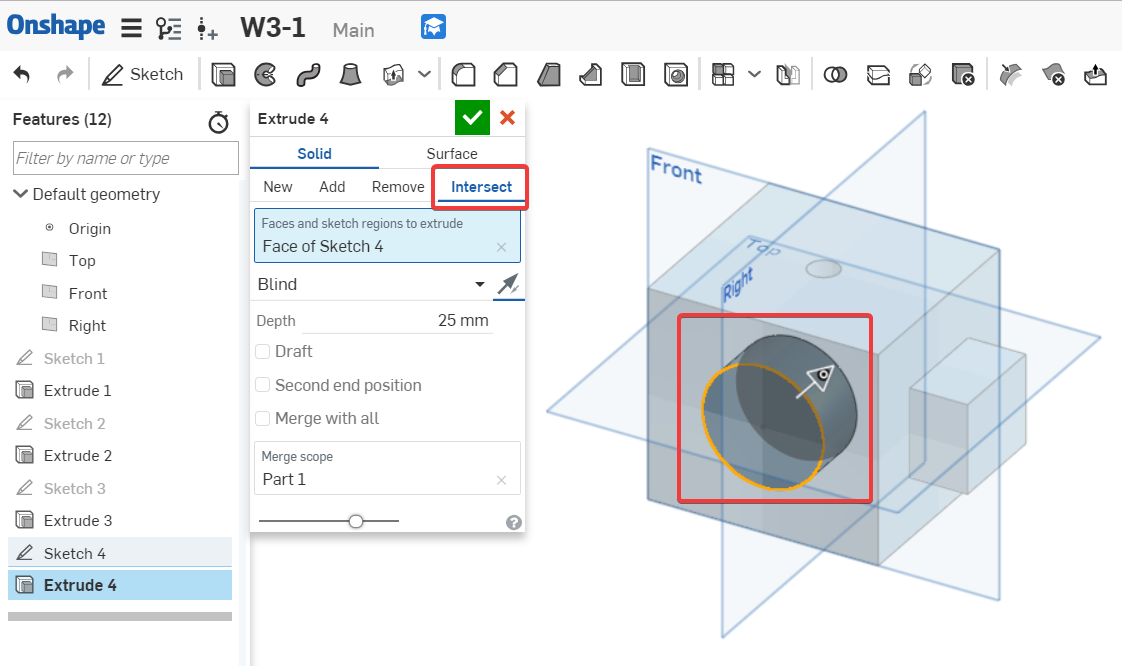 Onshape W3-1 Main
Sketch
Features (12)
Filter by name or type
Default geometry
Origin
Top
Front
Right
Sketch 1
Extrude 1
Sketch 2
Extrude 2
Sketch 3
Extrude 3
Sketch 4
Extrude 4
Extrude 4
Solid Surface
New Add Remove Intersect
Faces and sketch regions to extrude
Face of Sketch 4
Blind
Depth 25 mm
Draft
Second end position
Merge with all
Merge scope
Part 1
?
Front
Top
Right